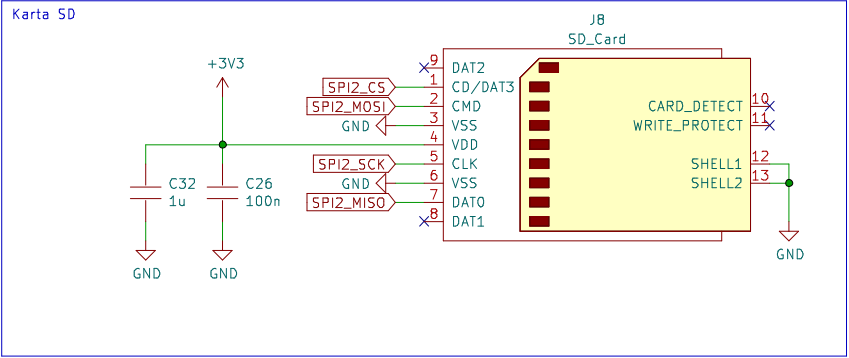 Karta SD
J8
SD_Card
+3V3
9 DAT2
SPI2_CS 1 CD/DAT3
SPI2_MOSI 2 CMD
GND 3 VSS
4 VDD
SPI2_SCK 5 CLK
GND 6 VSS
SPI2_MISO 7 DAT0
8 DAT1
CARD_DETECT 10
WRITE_PROTECT 11
SHELL1 12
SHELL2 13
C32
1u
C26
100n
GND
GND
GND